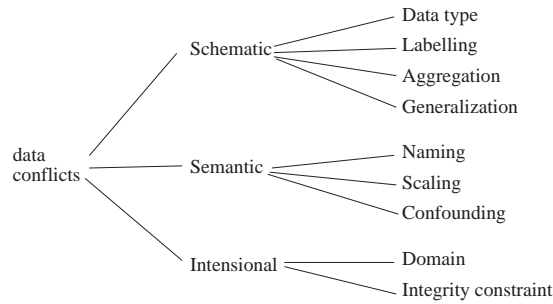 data
conflicts
Schematic
Data type
Labelling
Aggregation
Generalization
Semantic
Naming
Scaling
Confounding
Intensional
Domain
Integrity constraint